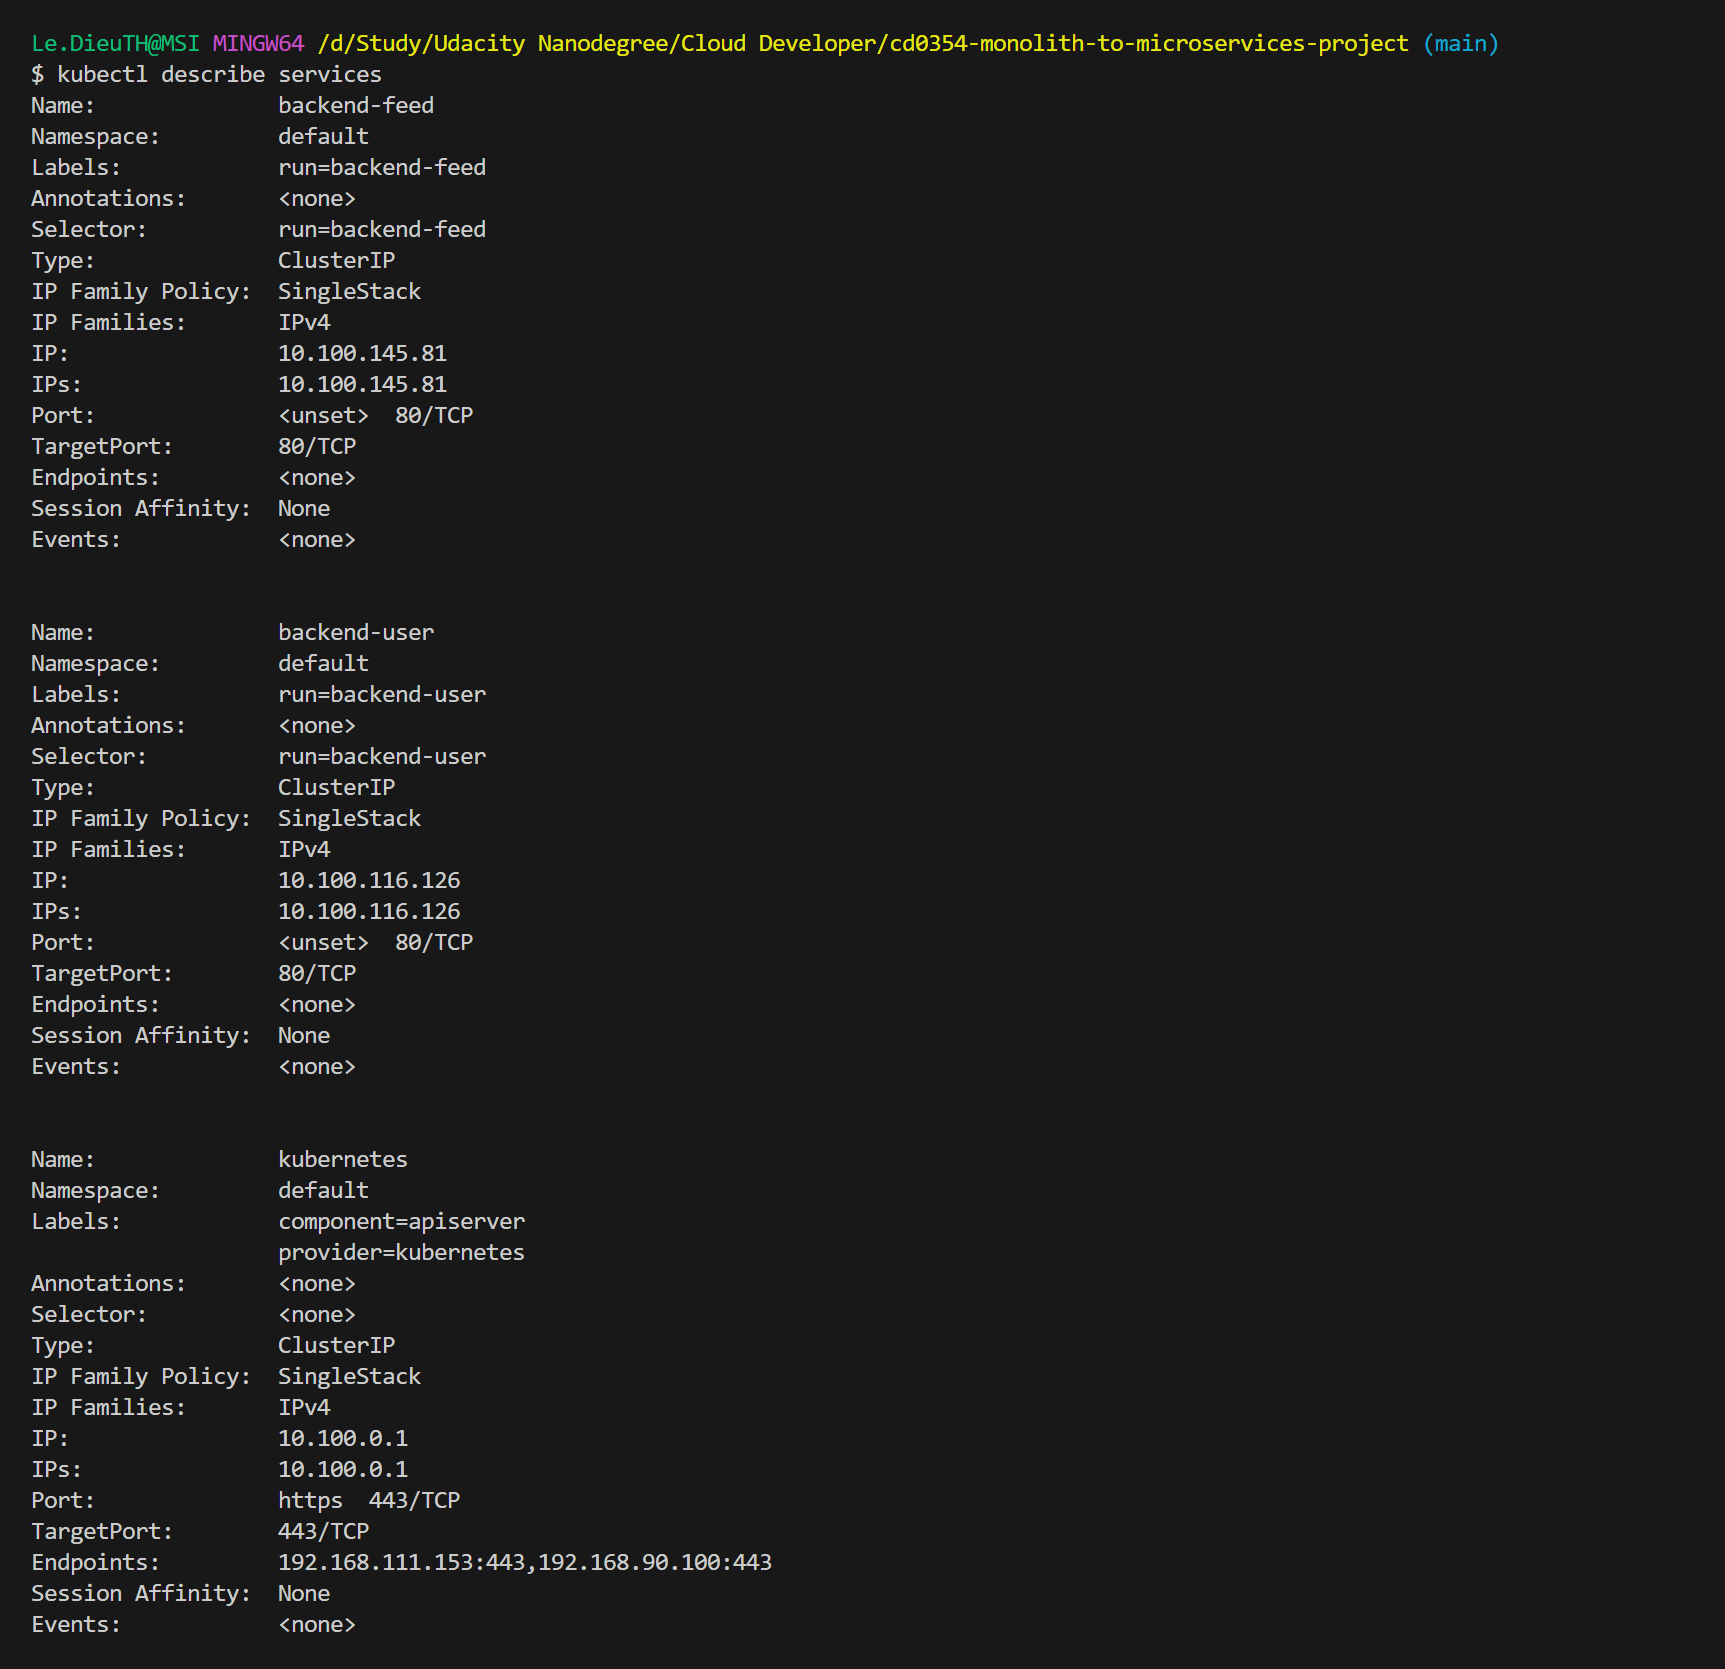 Le.DieuTH@MSI MINGW64 /d/Study/Udacity Nanodegree/Cloud Developer/cd0354-monolith-to-microservices-project (main)
$ kubectl describe services
Name:              backend-feed
Namespace:         default
Labels:            run=backend-feed
Annotations:       <none>
Selector:          run=backend-feed
Type:              ClusterIP
IP Family Policy:  SingleStack
IP Families:       IPv4
IP:                10.100.145.81
IPs:               10.100.145.81
Port:              <unset>  80/TCP
TargetPort:        80/TCP
Endpoints:         <none>
Session Affinity:  None
Events:            <none>
Name:              backend-user
Namespace:         default
Labels:            run=backend-user
Annotations:       <none>
Selector:          run=backend-user
Type:              ClusterIP
IP Family Policy:  SingleStack
IP Families:       IPv4
IP:                10.100.116.126
IPs:               10.100.116.126
Port:              <unset>  80/TCP
TargetPort:        80/TCP
Endpoints:         <none>
Session Affinity:  None
Events:            <none>
Name:              kubernetes
Namespace:         default
Labels:            component=apiserver
                   provider=kubernetes
Annotations:       <none>
Selector:          <none>
Type:              ClusterIP
IP Family Policy:  SingleStack
IP Families:       IPv4
IP:                10.100.0.1
IPs:               10.100.0.1
Port:              https  443/TCP
TargetPort:        443/TCP
Endpoints:         192.168.111.153:443,192.168.90.100:443
Session Affinity:  None
Events:            <none>